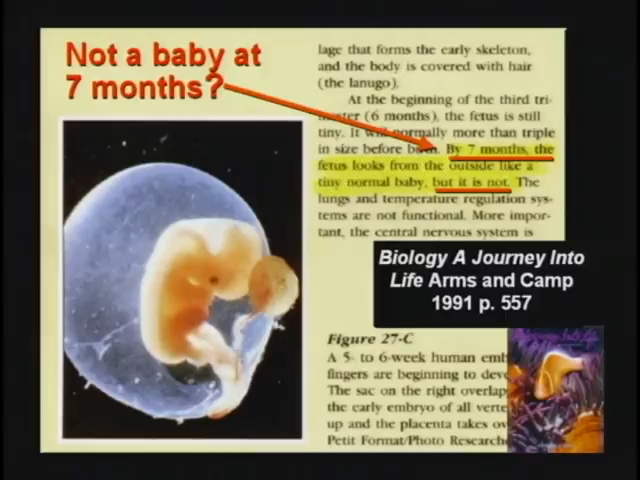 Not a baby at
7 months?
lage that forms the early skeleton,
and the body is covered with hair
(the lanugo).
At the beginning of the third tri-
(6 months), the fetus is still
tiny. It will normally more than triple
in size before birth. By 7 months, the
fetus looks from the outside like a
tiny normal baby, but it is not. The
lungs and temperature regulation sys-
tems are not functional. More impor-
tant, the central nervous system is
Biology A Journey Into
Life Arms and Camp
1991 p. 557
Figure 27-C
A 5- to 6-week human emb
fingers are beginning to deve
The sac on the right overlap
the early embryo of all verte
up and the placenta takes ov
Petit Format/Photo Research